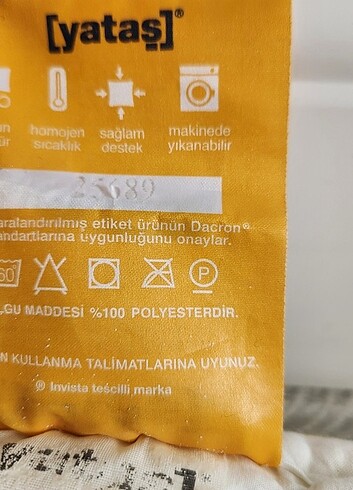 [yataş]®
homojen sağlam makinede
sıcaklık destek yıkanabilir
25689
aralandırılmış etiket ürünün Dacron®
andartlarına uygunluğunu onaylar.
60 P
LGU MADDESİ %100 POLYESTERDİR.
N KULLANMA TALİMATLARINA UYUNUZ.
® Invista tescilli marka